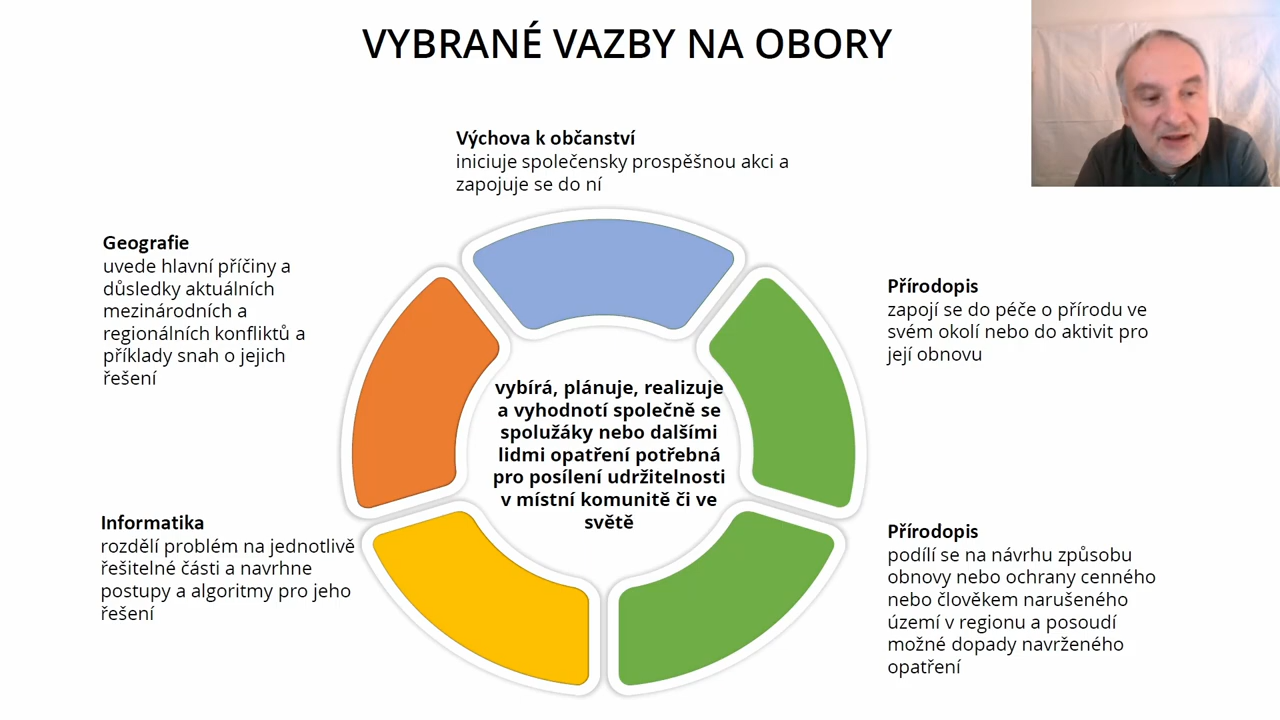 VYBRANÉ VAZBY NA OBORY
Výchova k občanství
iniciuje společensky prospěšnou akci a
zapojuje se do ní
Geografie
uvede hlavní příčiny a
důsledky aktuálních
mezinárodních a
regionálních konfliktů a
příklady snah o jejich
řešení
Přírodopis
zapojí se do péče o přírodu ve
svém okolí nebo do aktivit pro
její obnovu
vybírá, plánuje, realizuje
a vyhodnotí společně se
spolužáky nebo dalšími
lidmi opatření potřebná
pro posílení udržitelnosti
v místní komunitě či ve
světě
Informatika
rozdělí problém na jednotlivě
řešitelné části a navrhne
postupy a algoritmy pro jeho
řešení
Přírodopis
podílí se na návrhu způsobu
obnovy nebo ochrany cenného
nebo člověkem narušeného
území v regionu a posoudí
možné dopady navrženého
opatření